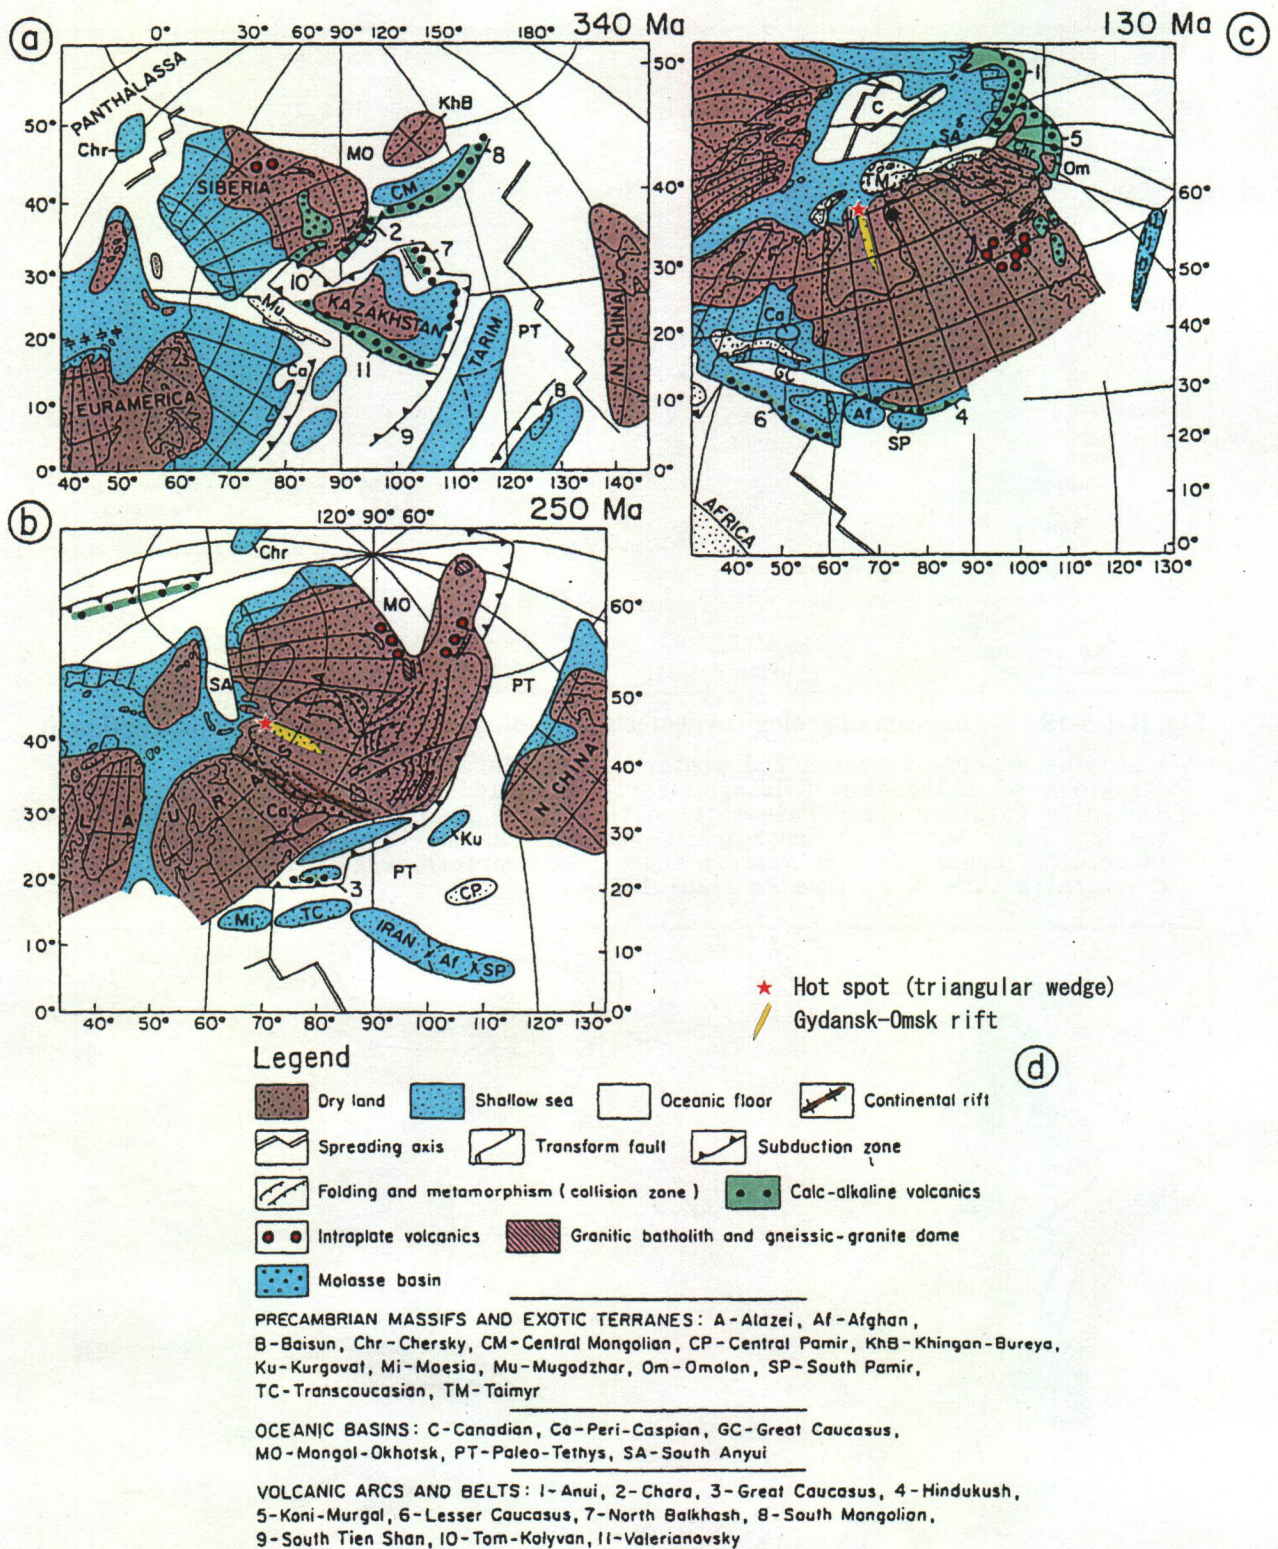 a
0° 30° 60° 90° 120° 150° 180°
340 Ma
PANTHALASSA
50° 40° 30° 20° 10° 0°
50° 40° 30° 20° 10° 0°
Chr
SIBERIA
MO
KhB
CM
8
2
7
10
Mu
KAZAKHSTAN
TARIM
PT
N CHINA
Ca
11
EURAMERICA
9
B
40° 50° 60° 70° 80° 90° 100° 110° 120° 130° 140°
b
120° 90° 60°
250 Ma
Chr
MO
60°
SA
PT
50°
40°
40°
A
I
S
A
R
U
A
L
N CHINA
30°
30°
Ca
Ku
20°
20°
3
PT
CP
Mi
TC
IRAN
Af
SP
10°
10°
0°
0°
40° 50° 60° 70° 80° 90° 100° 110° 120° 130°
130 Ma
c
50° 40° 30° 20° 10°
60° 50° 40° 30° 20° 10° 0°
C
1
SA
5
Chr
Om
TM
Ca
GC
6
Af
SP
4
AFRICA
40° 50° 60° 70° 80° 90° 100° 110° 120° 130°
Hot spot (triangular wedge)
Gydansk-Omsk rift
d
Legend
Dry land
Shallow sea
Oceanic floor
Continental rift
Spreading axis
Transform fault
Subduction zone
Folding and metamorphism (collision zone)
Calc-alkaline volcanics
Intraplate volcanics
Granitic batholith and gneissic-granite dome
Molasse basin
PRECAMBRIAN MASSIFS AND EXOTIC TERRANES: A-Alazei, Af-Afghan,
B-Baisun, Chr-Chersky, CM-Central Mongolian, CP-Central Pamir, KhB-Khingan-Bureya,
Ku-Kurgovat, Mi-Moesia, Mu-Mugodzhar, Om-Omolon, SP-South Pamir,
TC-Transcaucasian, TM-Taimyr
OCEANIC BASINS: C-Canadian, Ca-Peri-Caspian, GC-Great Caucasus,
MO-Mongol-Okhotsk, PT-Paleo-Tethys, SA-South Anyui
VOLCANIC ARCS AND BELTS: 1-Anui, 2-Chara, 3-Great Caucasus, 4-Hindukush,
5-Koni-Murgal, 6-Lesser Caucasus, 7-North Balkhash, 8-South Mongolian,
9-South Tien Shan, 10-Tom-Kolyvan, 11-Valerianovsky